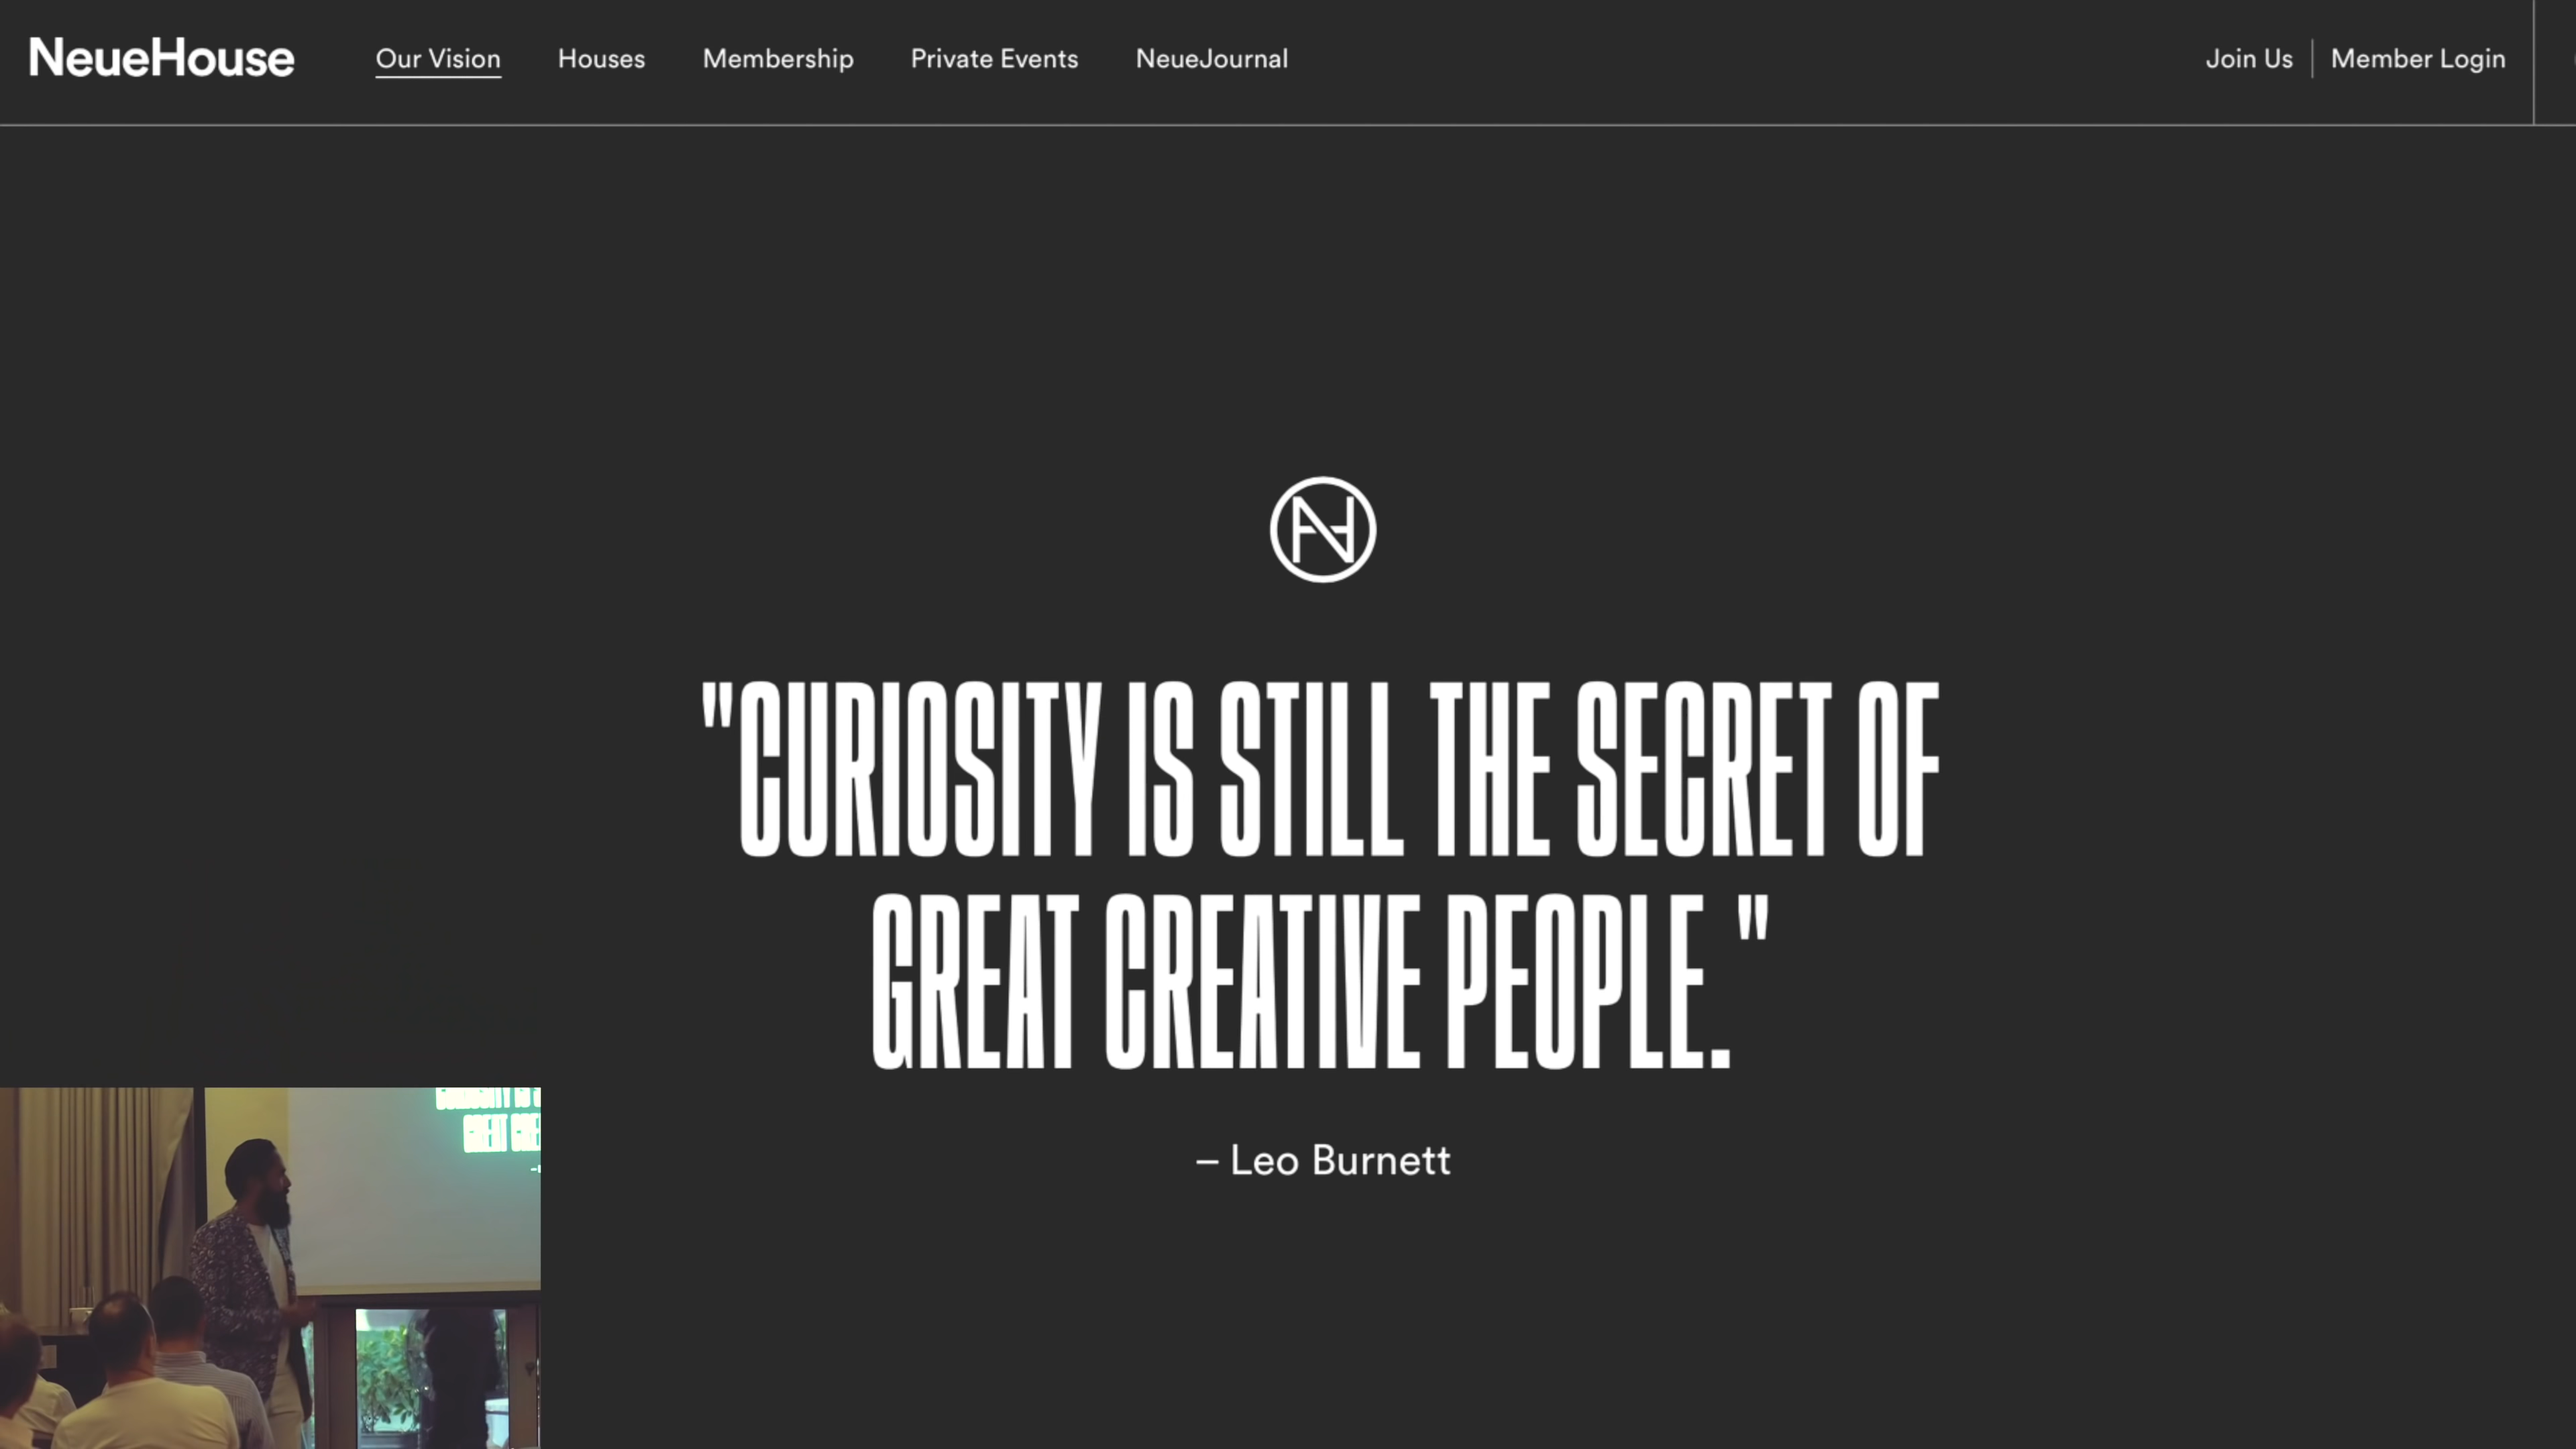 NeueHouse
Our Vision
Houses
Membership
Private Events
NeueJournal
Join Us
Member Login
"CURIOSITY IS STILL THE SECRET OF
GREAT CREATIVE PEOPLE."
– Leo Burnett